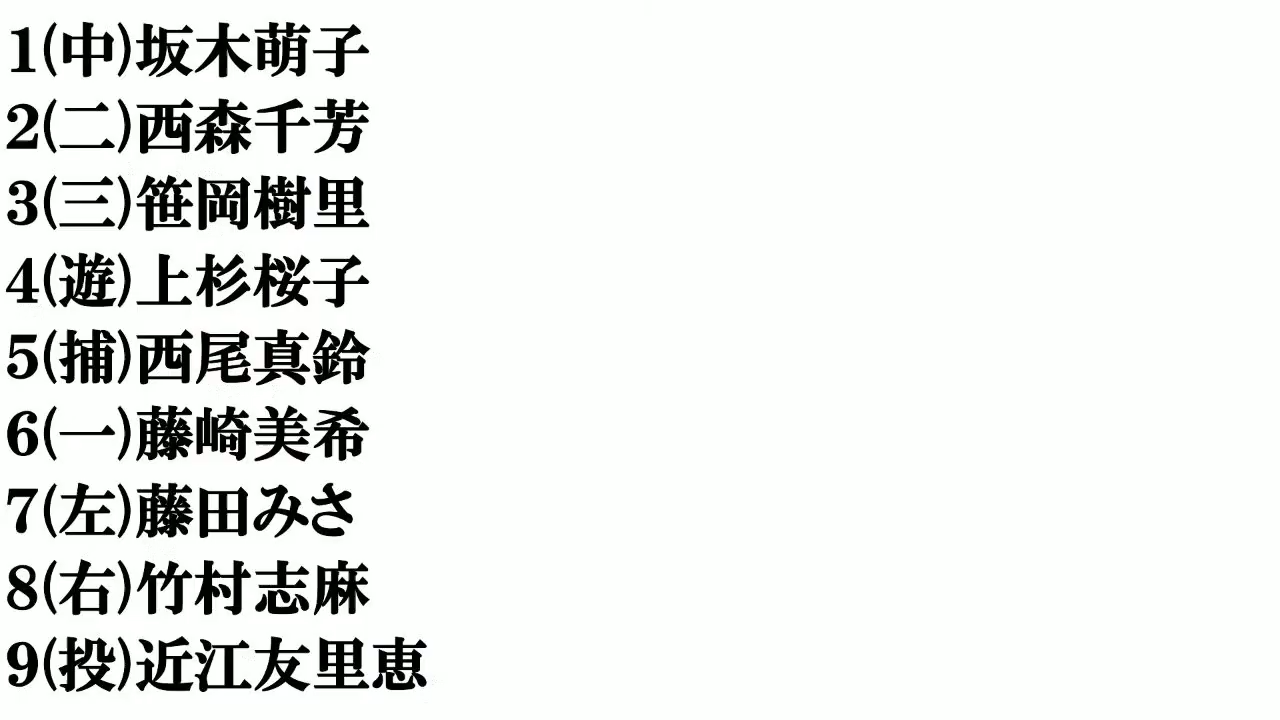 1(中)坂木萌子
2(二)西森千芳
3(三)笹岡樹里
4(遊)上杉桜子
5(捕)西尾真鈴
6(一)藤崎美希
7(左)藤田みさ
8(右)竹村志麻
9(投)近江友里恵